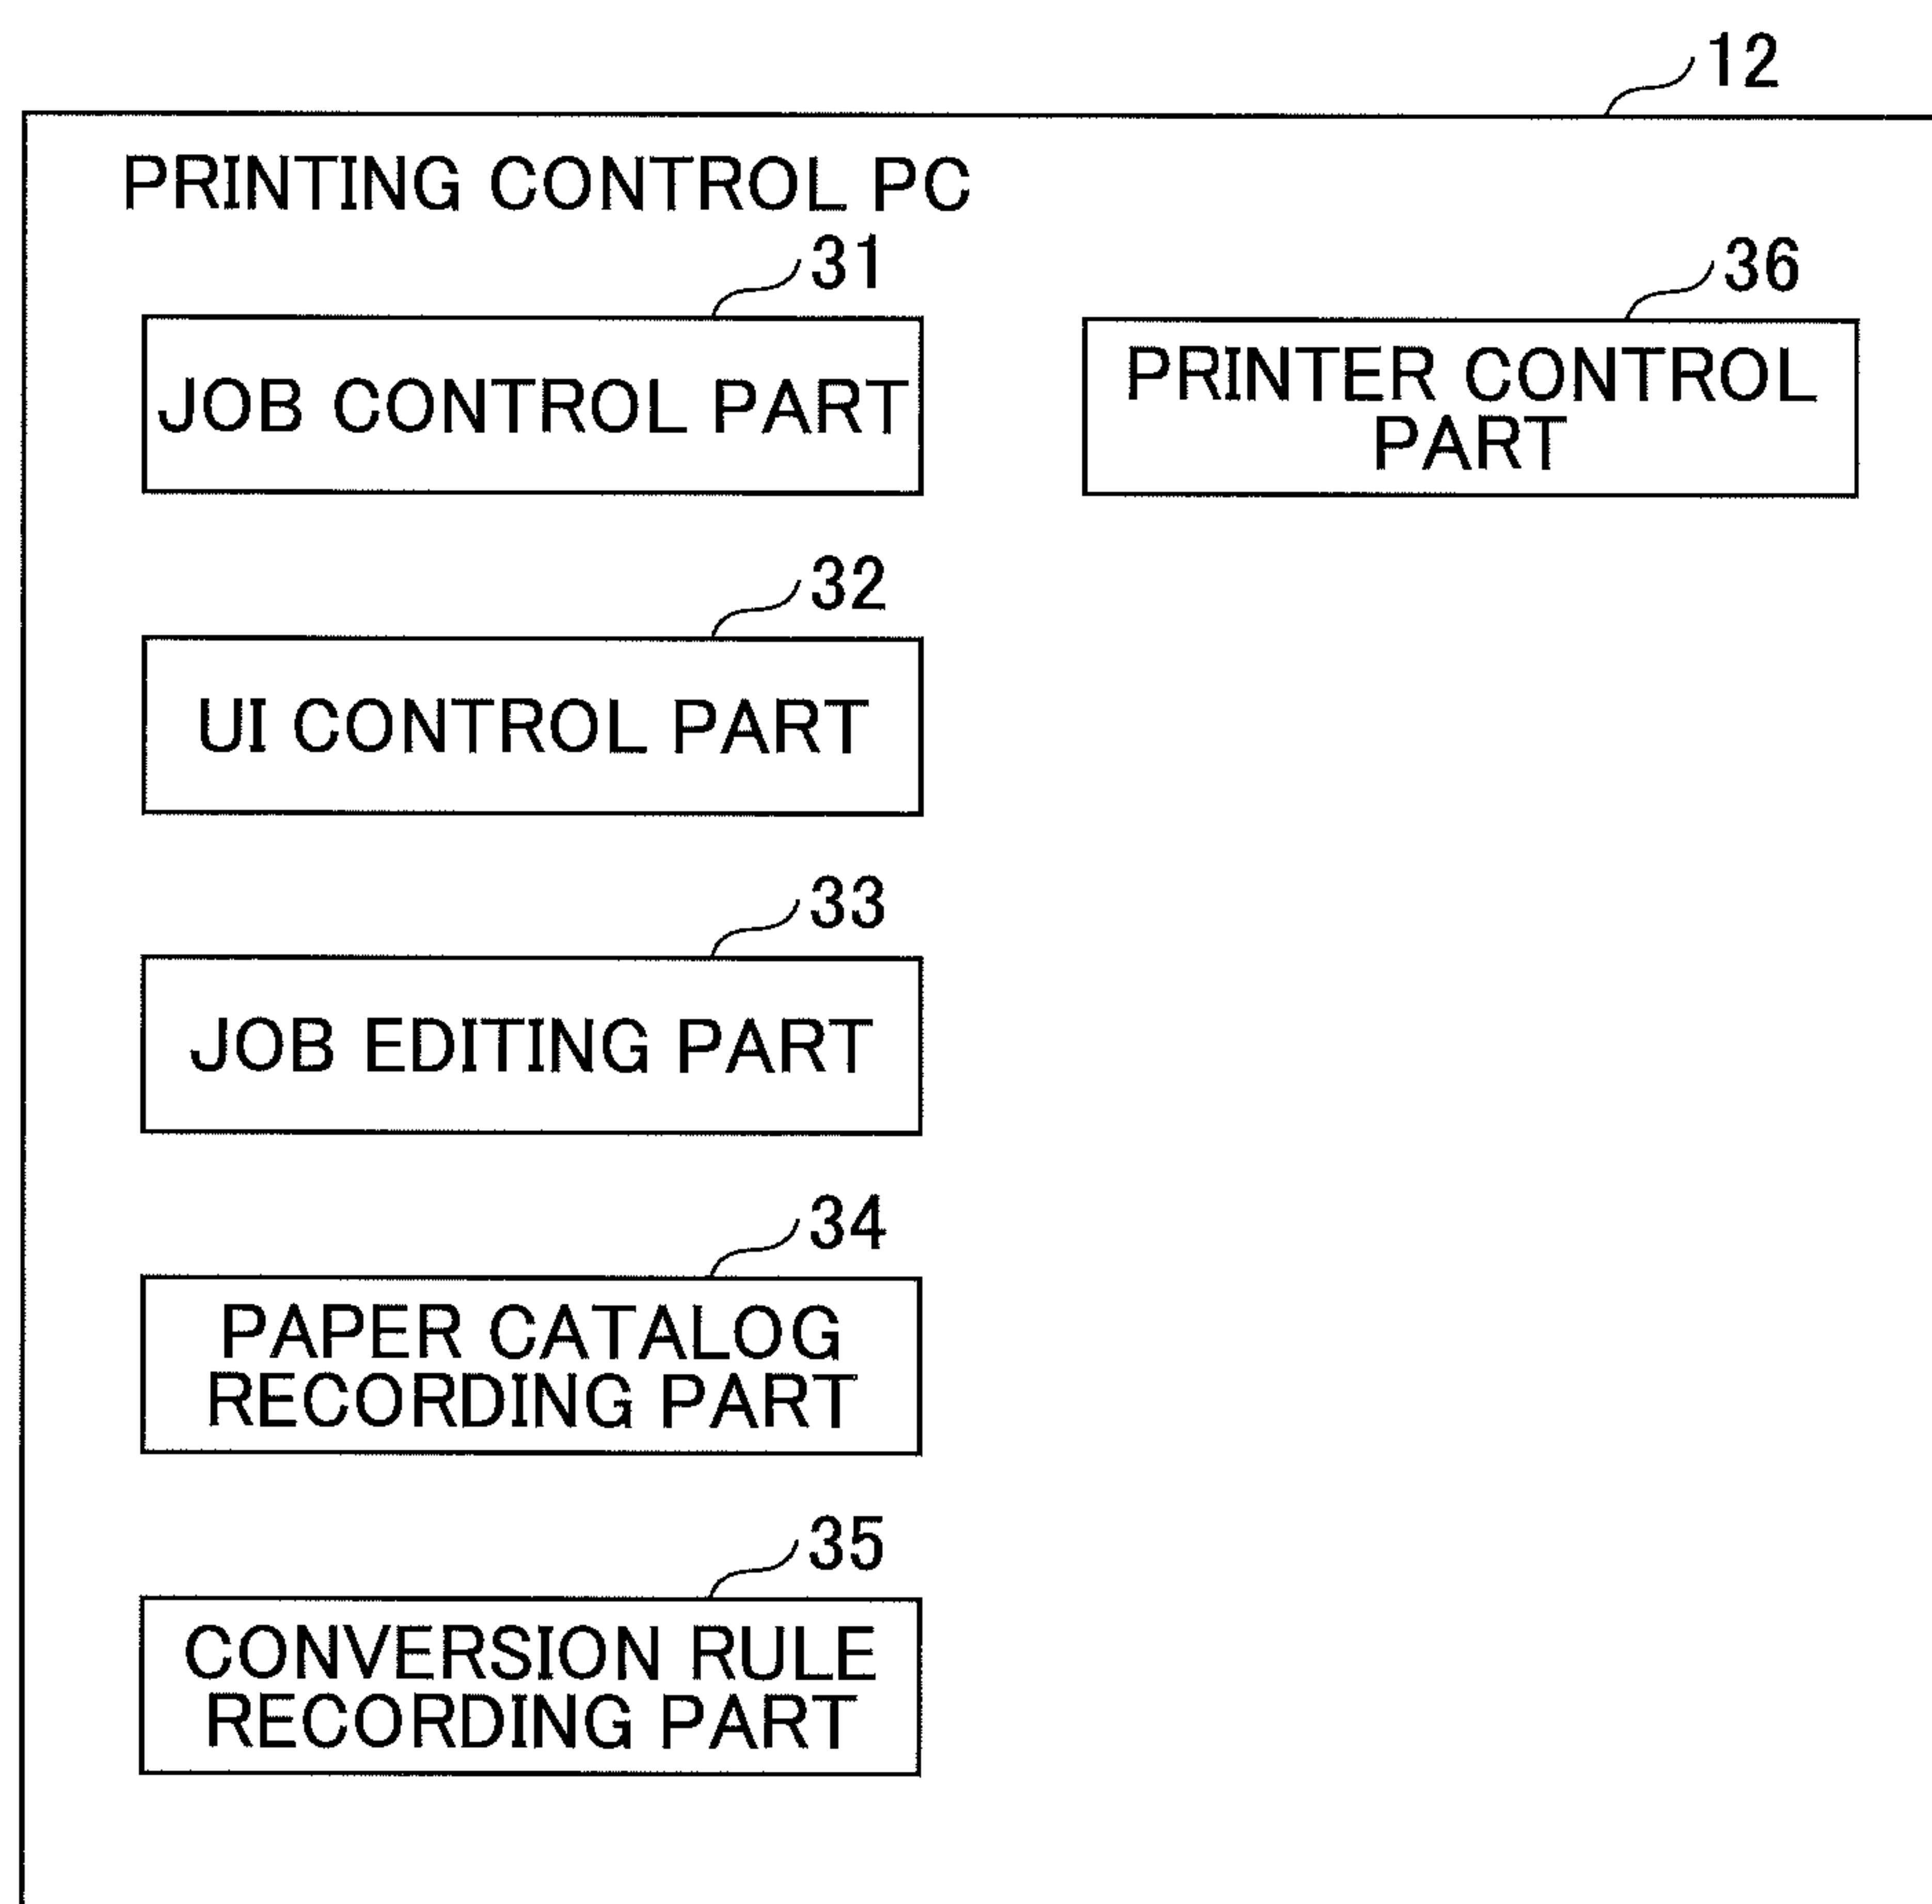 12
PRINTING CONTROL PC
31
JOB CONTROL PART
36
PRINTER CONTROL
PART
32
UI CONTROL PART
33
JOB EDITING PART
34
PAPER CATALOG
RECORDING PART
35
CONVERSION RULE
RECORDING PART